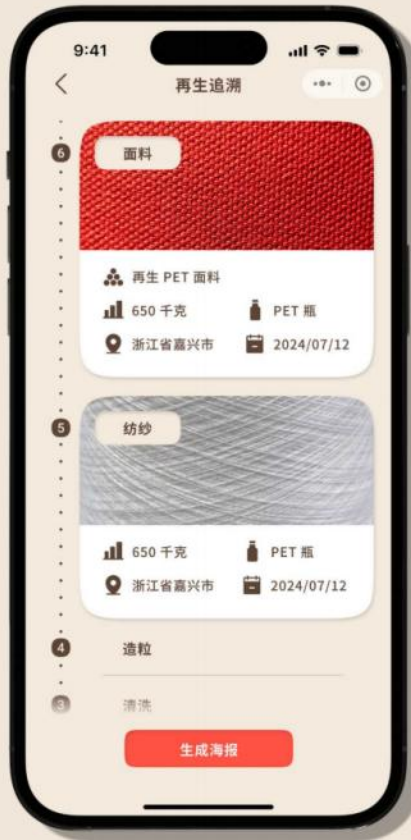 9:41
再生追溯
6
面料
再生 PET 面料
650 千克
PET 瓶
浙江省嘉兴市
2024/07/12
5
纺纱
650 千克
PET 瓶
浙江省嘉兴市
2024/07/12
4
造粒
3
清洗
生成海报